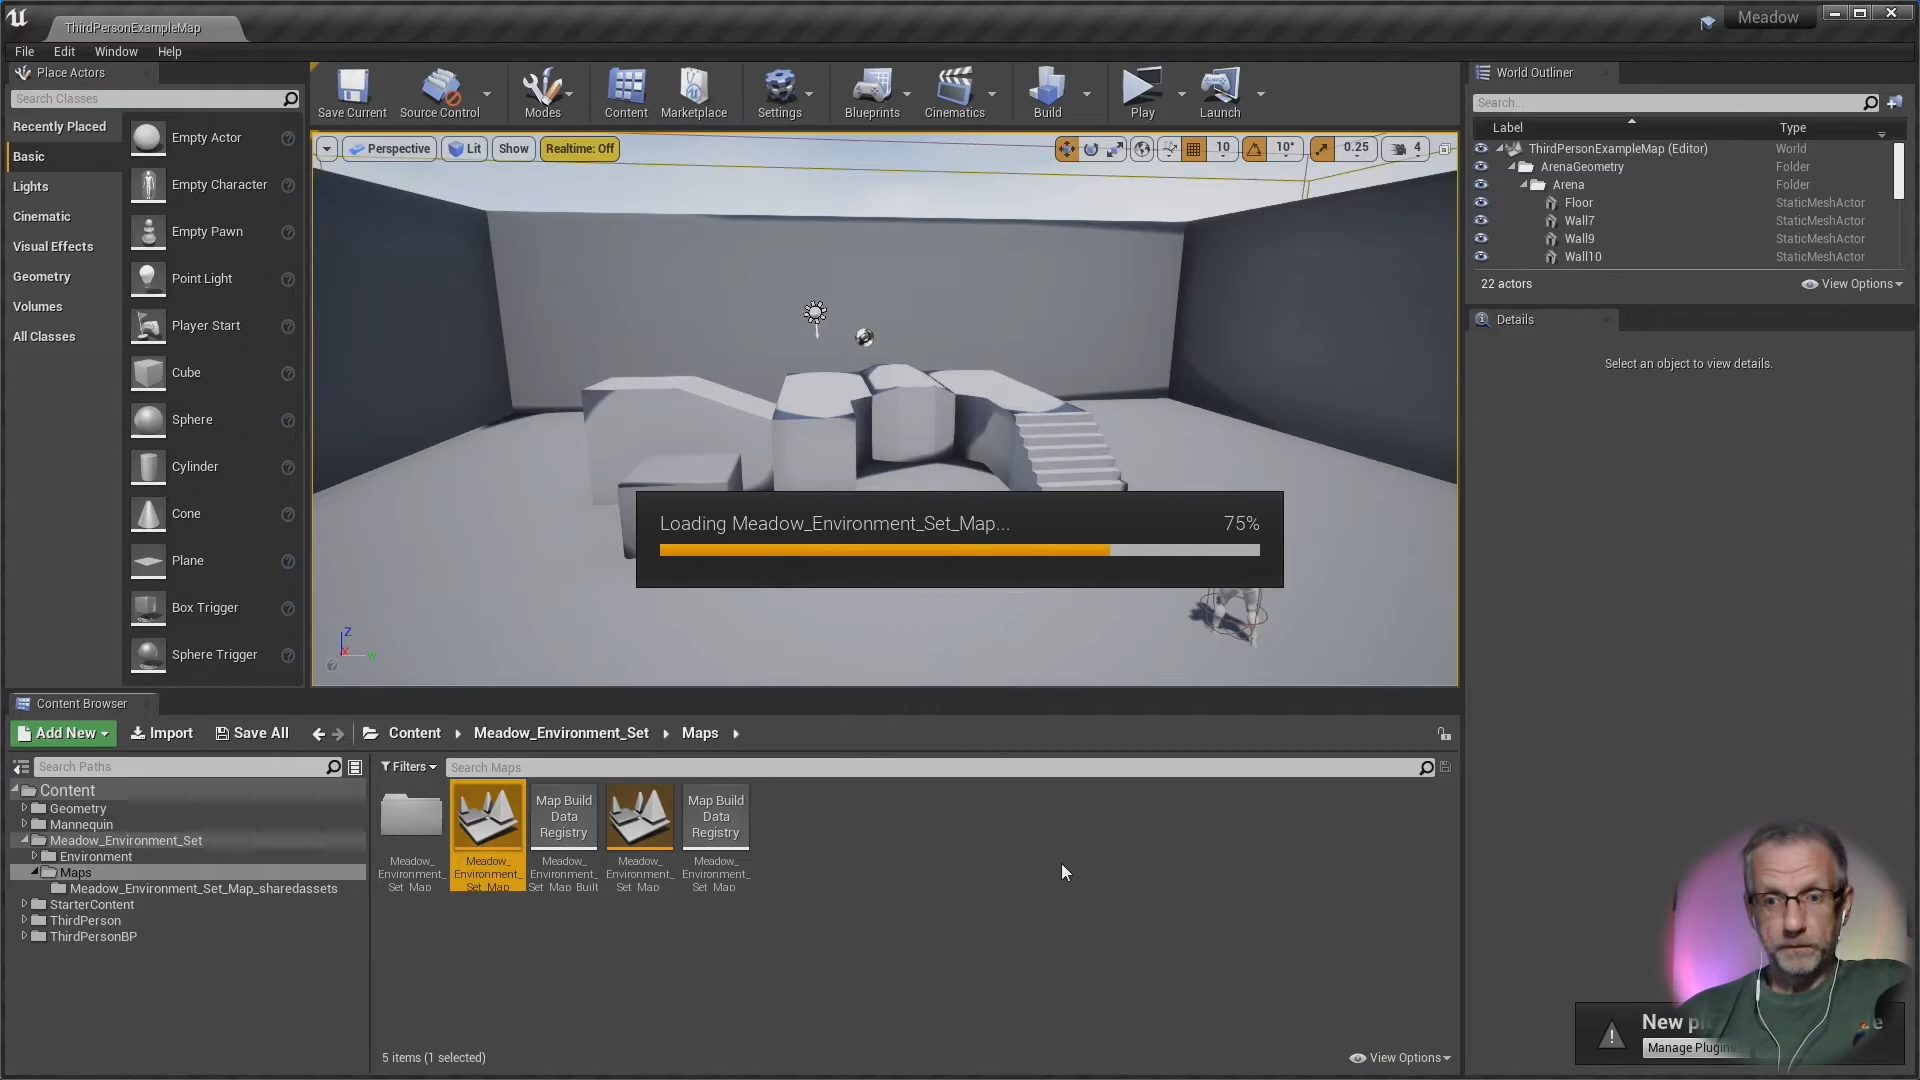 ThirdPersonExampleMap
Meadow
File Edit Window Help
Place Actors
Search Classes
Recently Placed
Basic
Lights
Cinematic
Visual Effects
Geometry
Volumes
All Classes
Empty Actor
Empty Character
Empty Pawn
Point Light
Player Start
Cube
Sphere
Cylinder
Cone
Plane
Box Trigger
Sphere Trigger
Save Current Source Control Modes Content Marketplace Settings Blueprints Cinematics Build Play Launch
Perspective Lit Show Realtime: Off 10 10° 0.25 4
Loading Meadow_Environment_Set_Map... 75%
Z
X
World Outliner
Search...
Label Type
ThirdPersonExampleMap (Editor) World
ArenaGeometry Folder
Arena Folder
Floor StaticMeshActor
Wall7 StaticMeshActor
Wall9 StaticMeshActor
Wall10 StaticMeshActor
22 actors View Options
Details
Select an object to view details.
Content Browser
Add New Import Save All Content Meadow_Environment_Set Maps
Search Paths
Filters Search Maps
Content
Geometry
Mannequin
Meadow_Environment_Set
Environment
Maps
Meadow_Environment_Set_Map_sharedassets
StarterContent
ThirdPerson
ThirdPersonBP
Meadow_
Environment_
Set_Map_
Meadow_
Environment_
Set_Map
Map Build
Data
Registry
Meadow_
Environment_
Set_Map_Built
Meadow_
Environment_
Set_Map_
Map Build
Data
Registry
Meadow_
Environment_
Set_Map_
5 items (1 selected) View Options
New
Manage Plugins